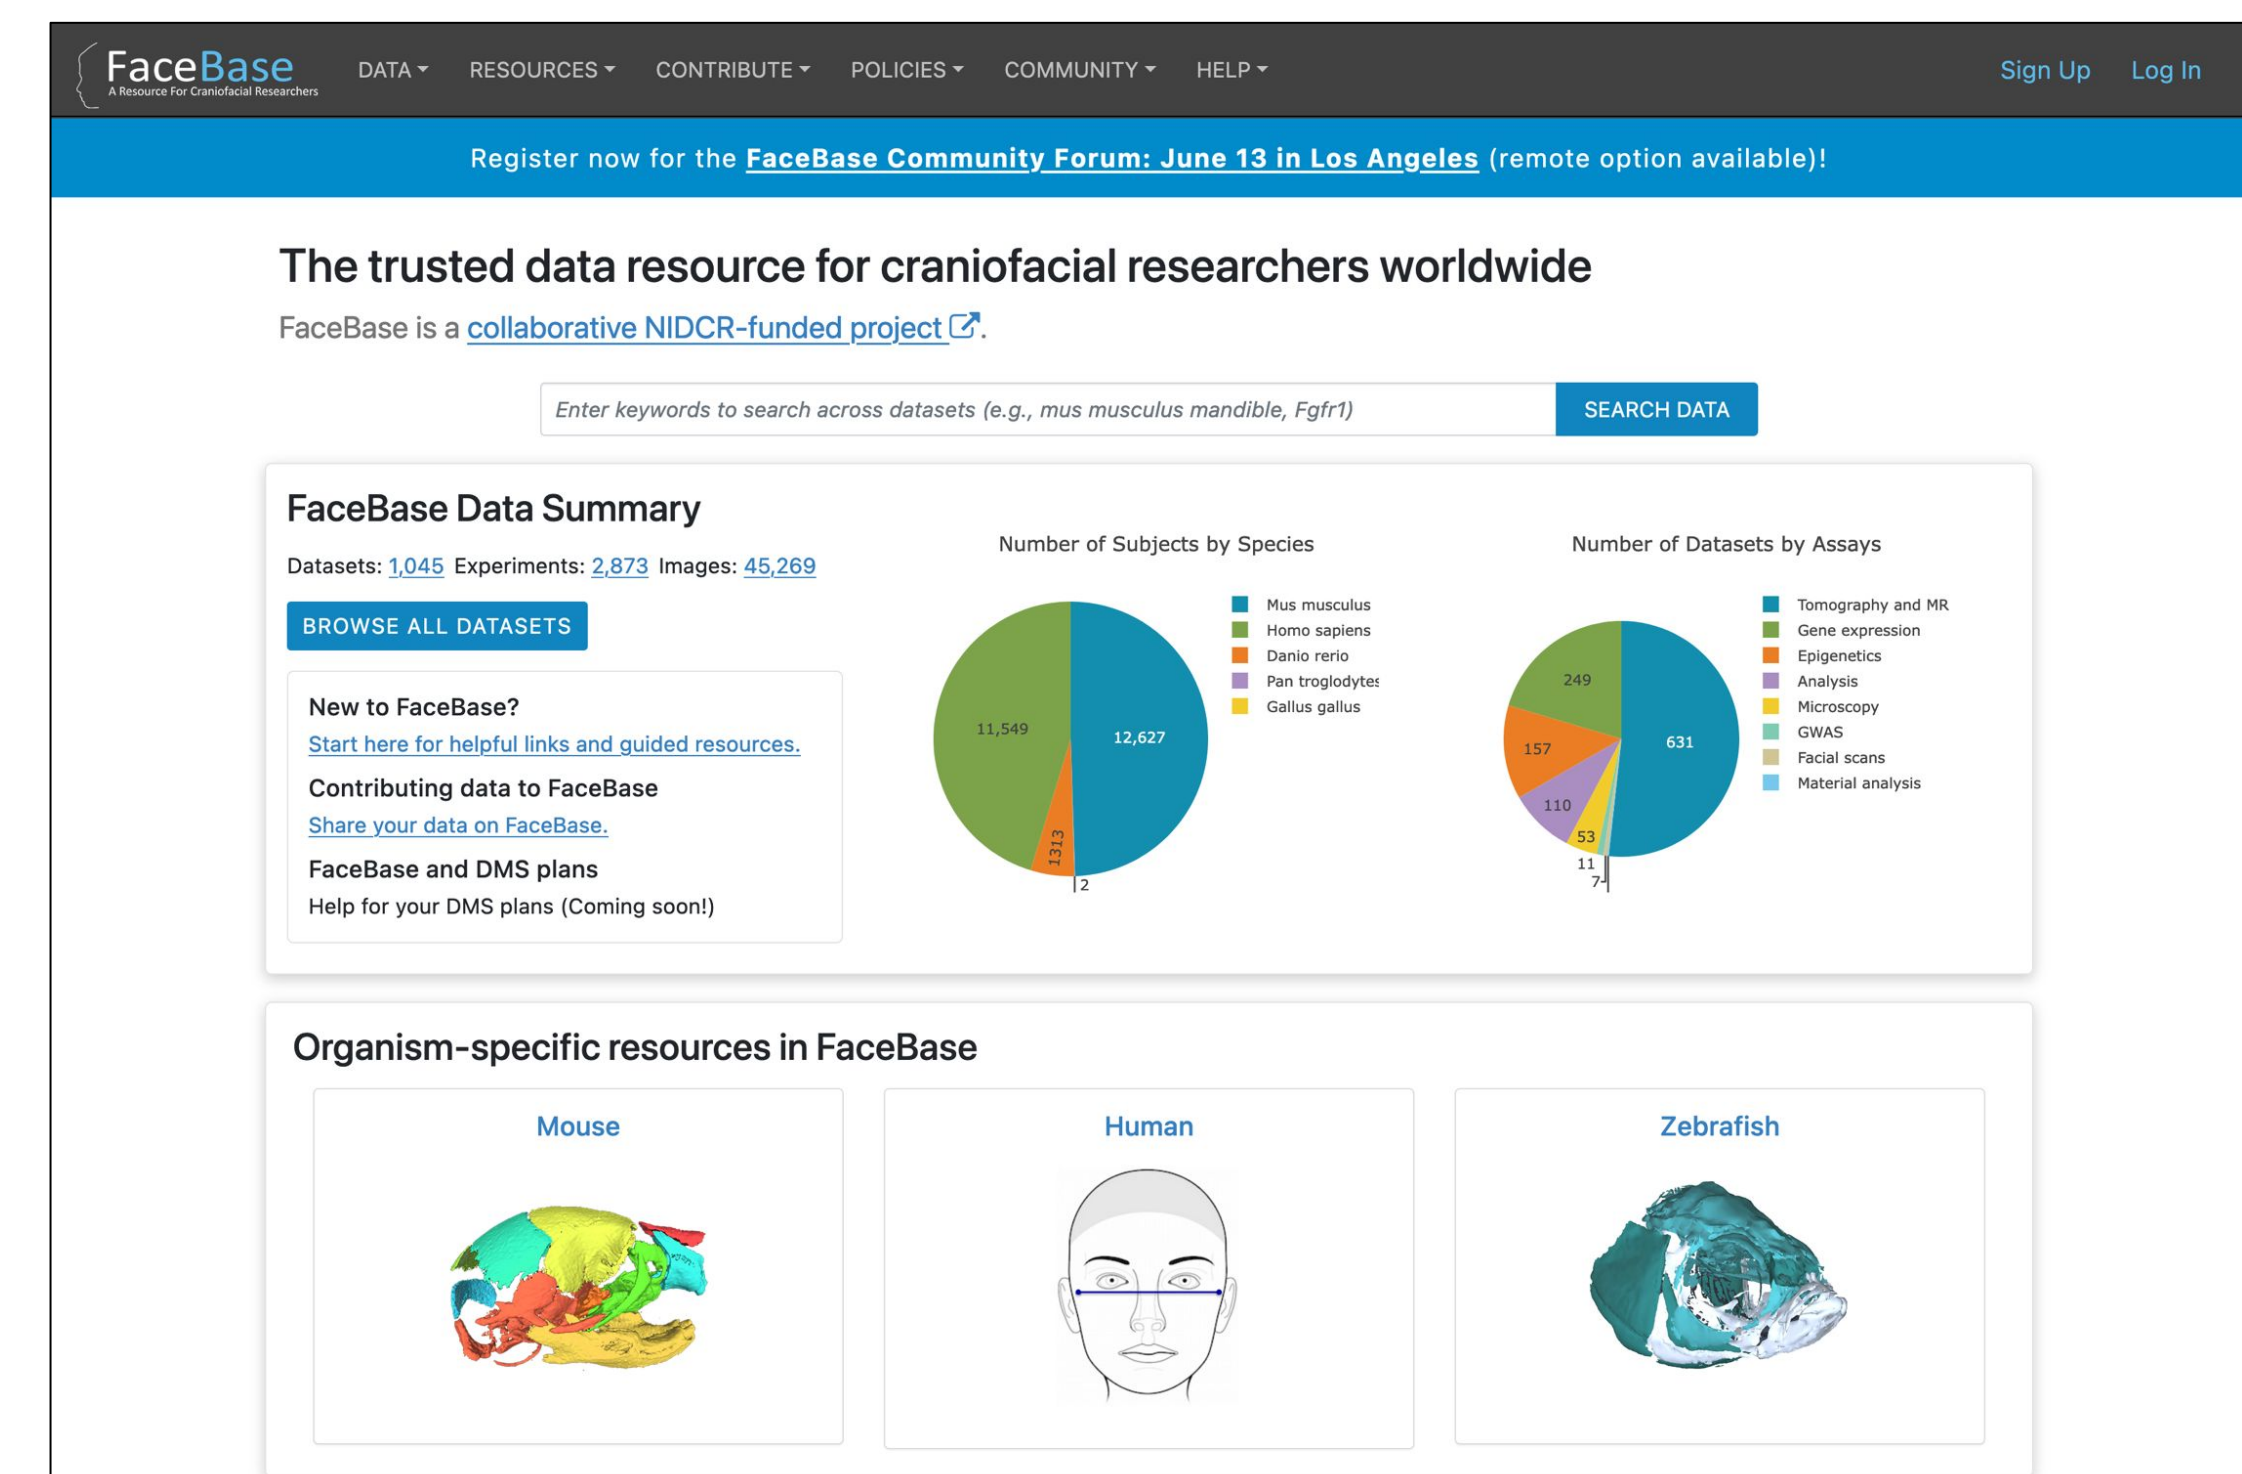 FaceBase
A Resource For Craniofacial Researchers
DATA RESOURCES CONTRIBUTE POLICIES COMMUNITY HELP
Sign Up Log In
Register now for the FaceBase Community Forum: June 13 in Los Angeles (remote option available)!
The trusted data resource for craniofacial researchers worldwide
FaceBase is a collaborative NIDCR-funded project.
Enter keywords to search across datasets (e.g., mus musculus mandible, Fgfr1)
SEARCH DATA
FaceBase Data Summary
Datasets: 1,045 Experiments: 2,873 Images: 45,269
BROWSE ALL DATASETS
New to FaceBase?
Start here for helpful links and guided resources.
Contributing data to FaceBase
Share your data on FaceBase.
FaceBase and DMS plans
Help for your DMS plans (Coming soon!)
Number of Subjects by Species
11,549
12,627
1313
2
Mus musculus
Homo sapiens
Danio rerio
Pan troglodytes
Gallus gallus
Number of Datasets by Assays
249
157
631
110
53
11
7
Tomography and MR
Gene expression
Epigenetics
Analysis
Microscopy
GWAS
Facial scans
Material analysis
Organism-specific resources in FaceBase
Mouse
Human
Zebrafish